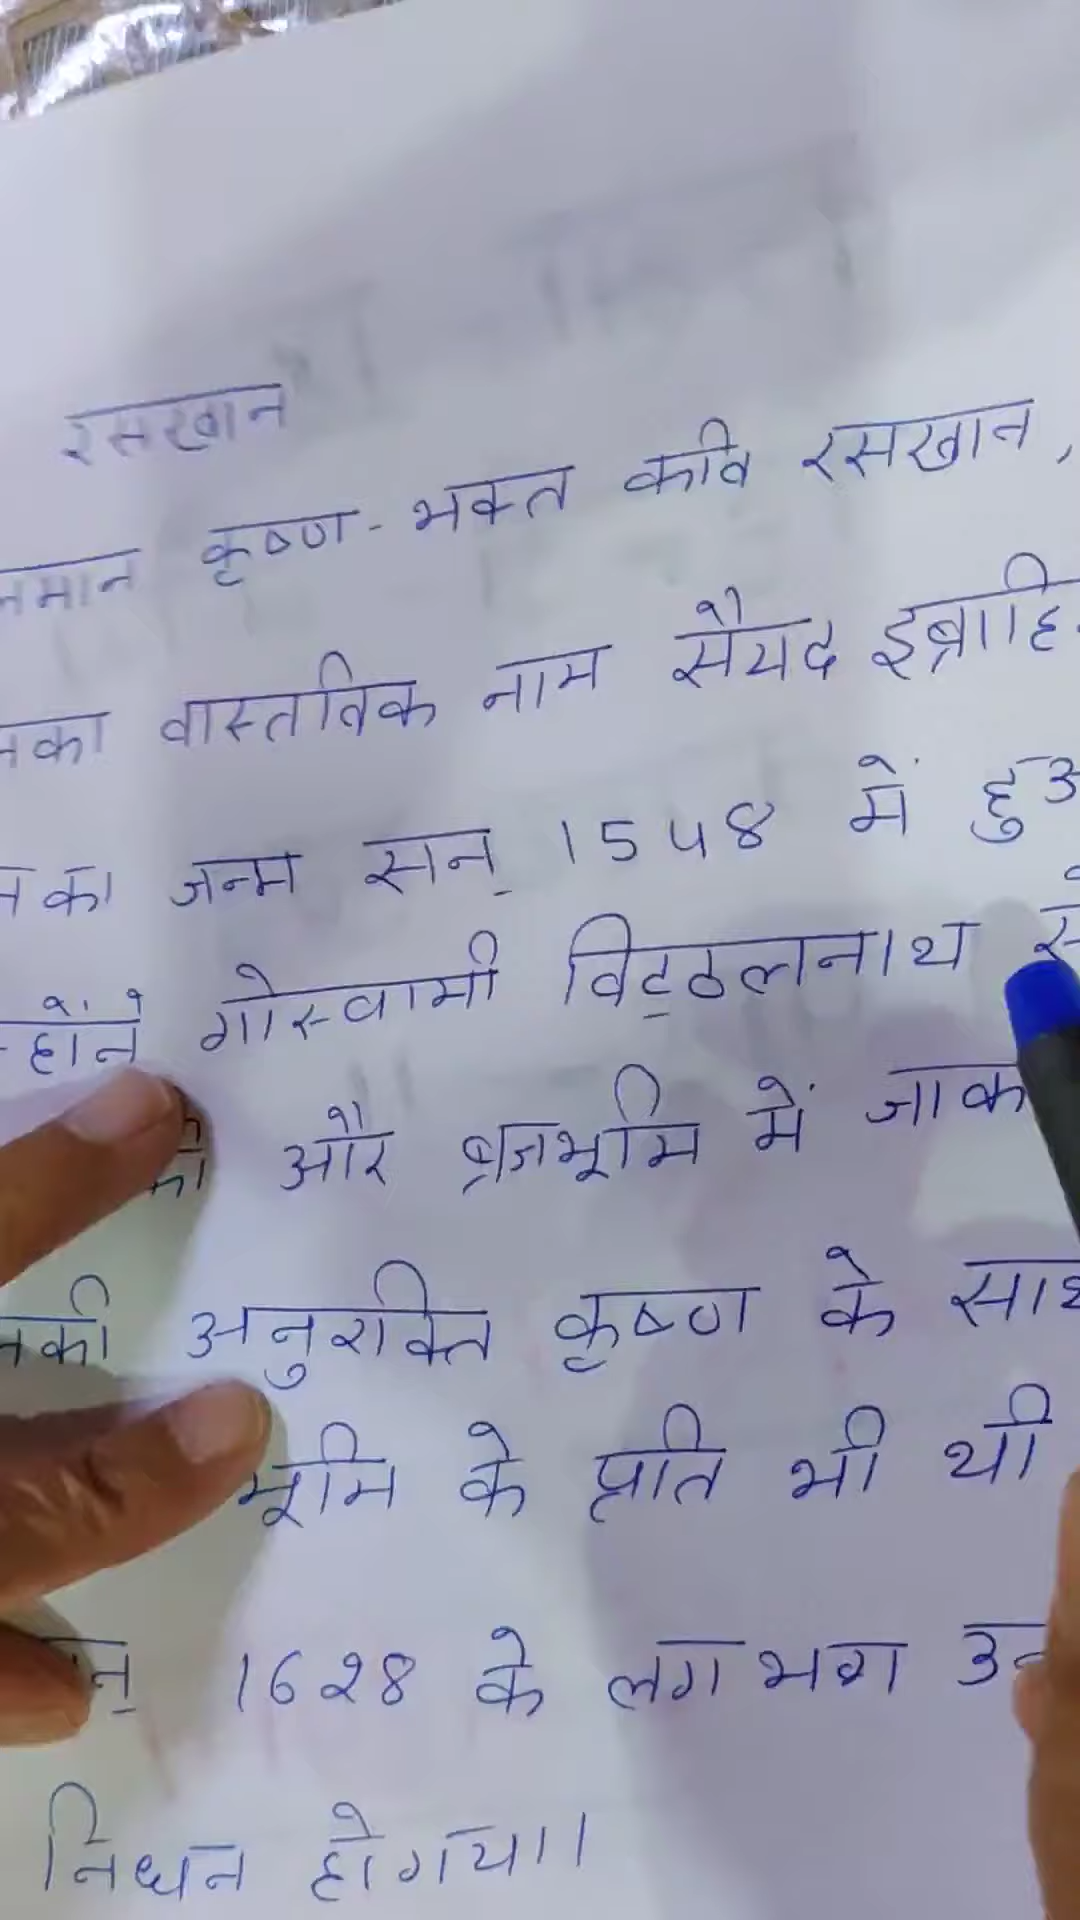 रसखान
कृष्ण-भक्त कवि रसखान,
वास्तविक नाम सैयद
का जन्म सन् 1548 में
गोस्वामी विट्ठलनाथ
और ब्रजभूमि में
अनुरक्ति कृष्ण के
भूमि के प्रति भी थी
1628 के लगभग
निधन हो गया।